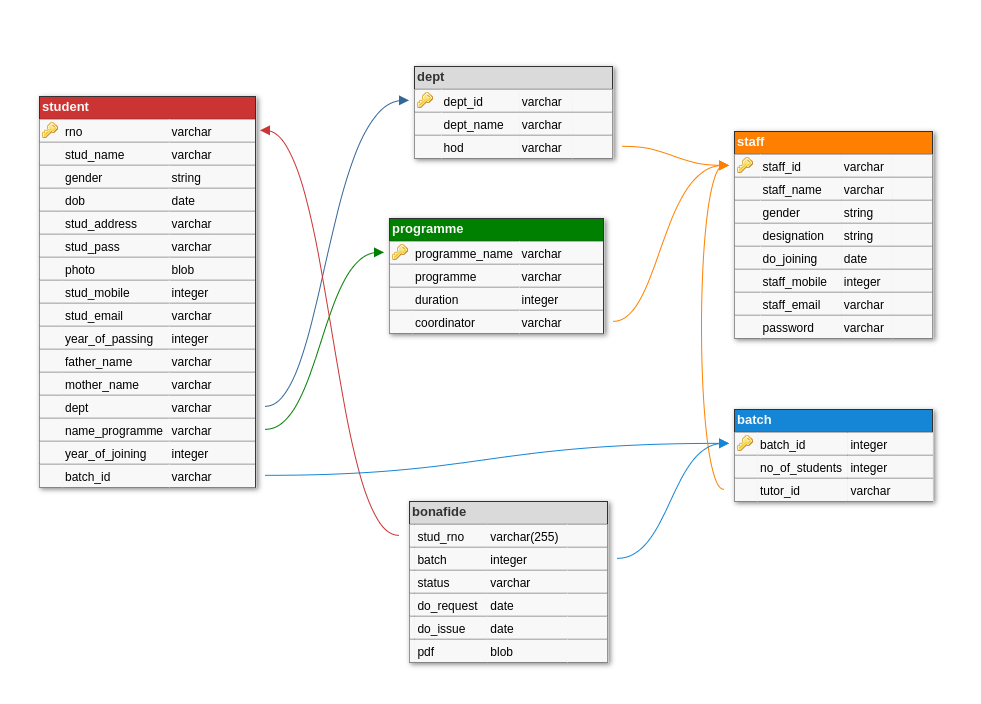 student
rno varchar
stud_name varchar
gender string
dob date
stud_address varchar
stud_pass varchar
photo blob
stud_mobile integer
stud_email varchar
year_of_passing integer
father_name varchar
mother_name varchar
dept varchar
name_programme varchar
year_of_joining integer
batch_id varchar
dept
dept_id varchar
dept_name varchar
hod varchar
programme
programme_name varchar
programme varchar
duration integer
coordinator varchar
bonafide
stud_rno varchar(255)
batch integer
status varchar
do_request date
do_issue date
pdf blob
staff
staff_id varchar
staff_name varchar
gender string
designation string
do_joining date
staff_mobile integer
staff_email varchar
password varchar
batch
batch_id integer
no_of_students integer
tutor_id varchar